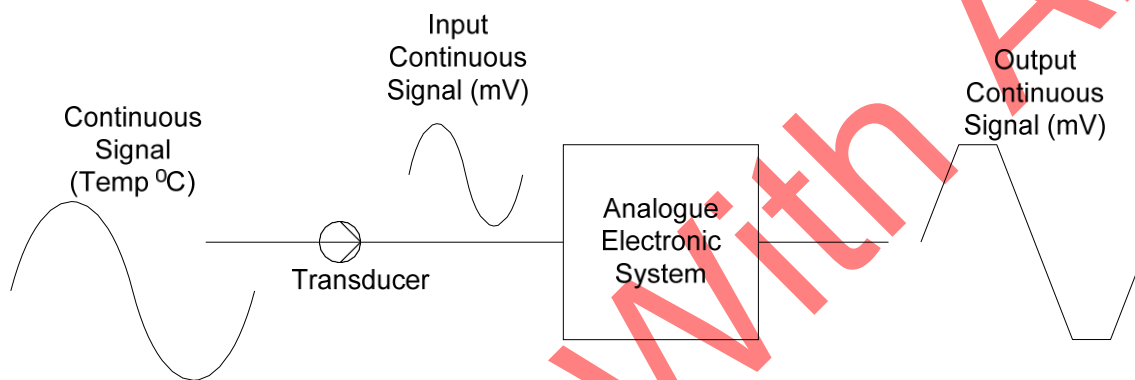 Continuous
Signal
(Temp ⁰C)
Transducer
Input
Continuous
Signal (mV)
Analogue
Electronic
System
Output
Continuous
Signal (mV)
With A